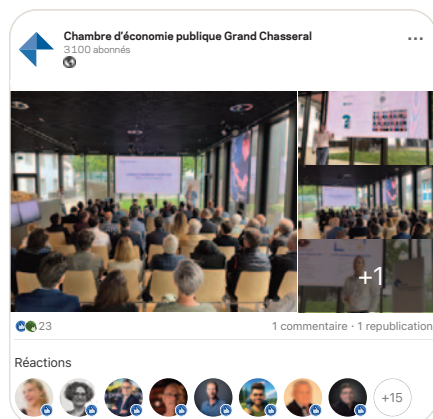 Chambre d'économie publique Grand Chasseral
3100 abonnés
+1
23
1 commentaire · 1 republication
Réactions
+15